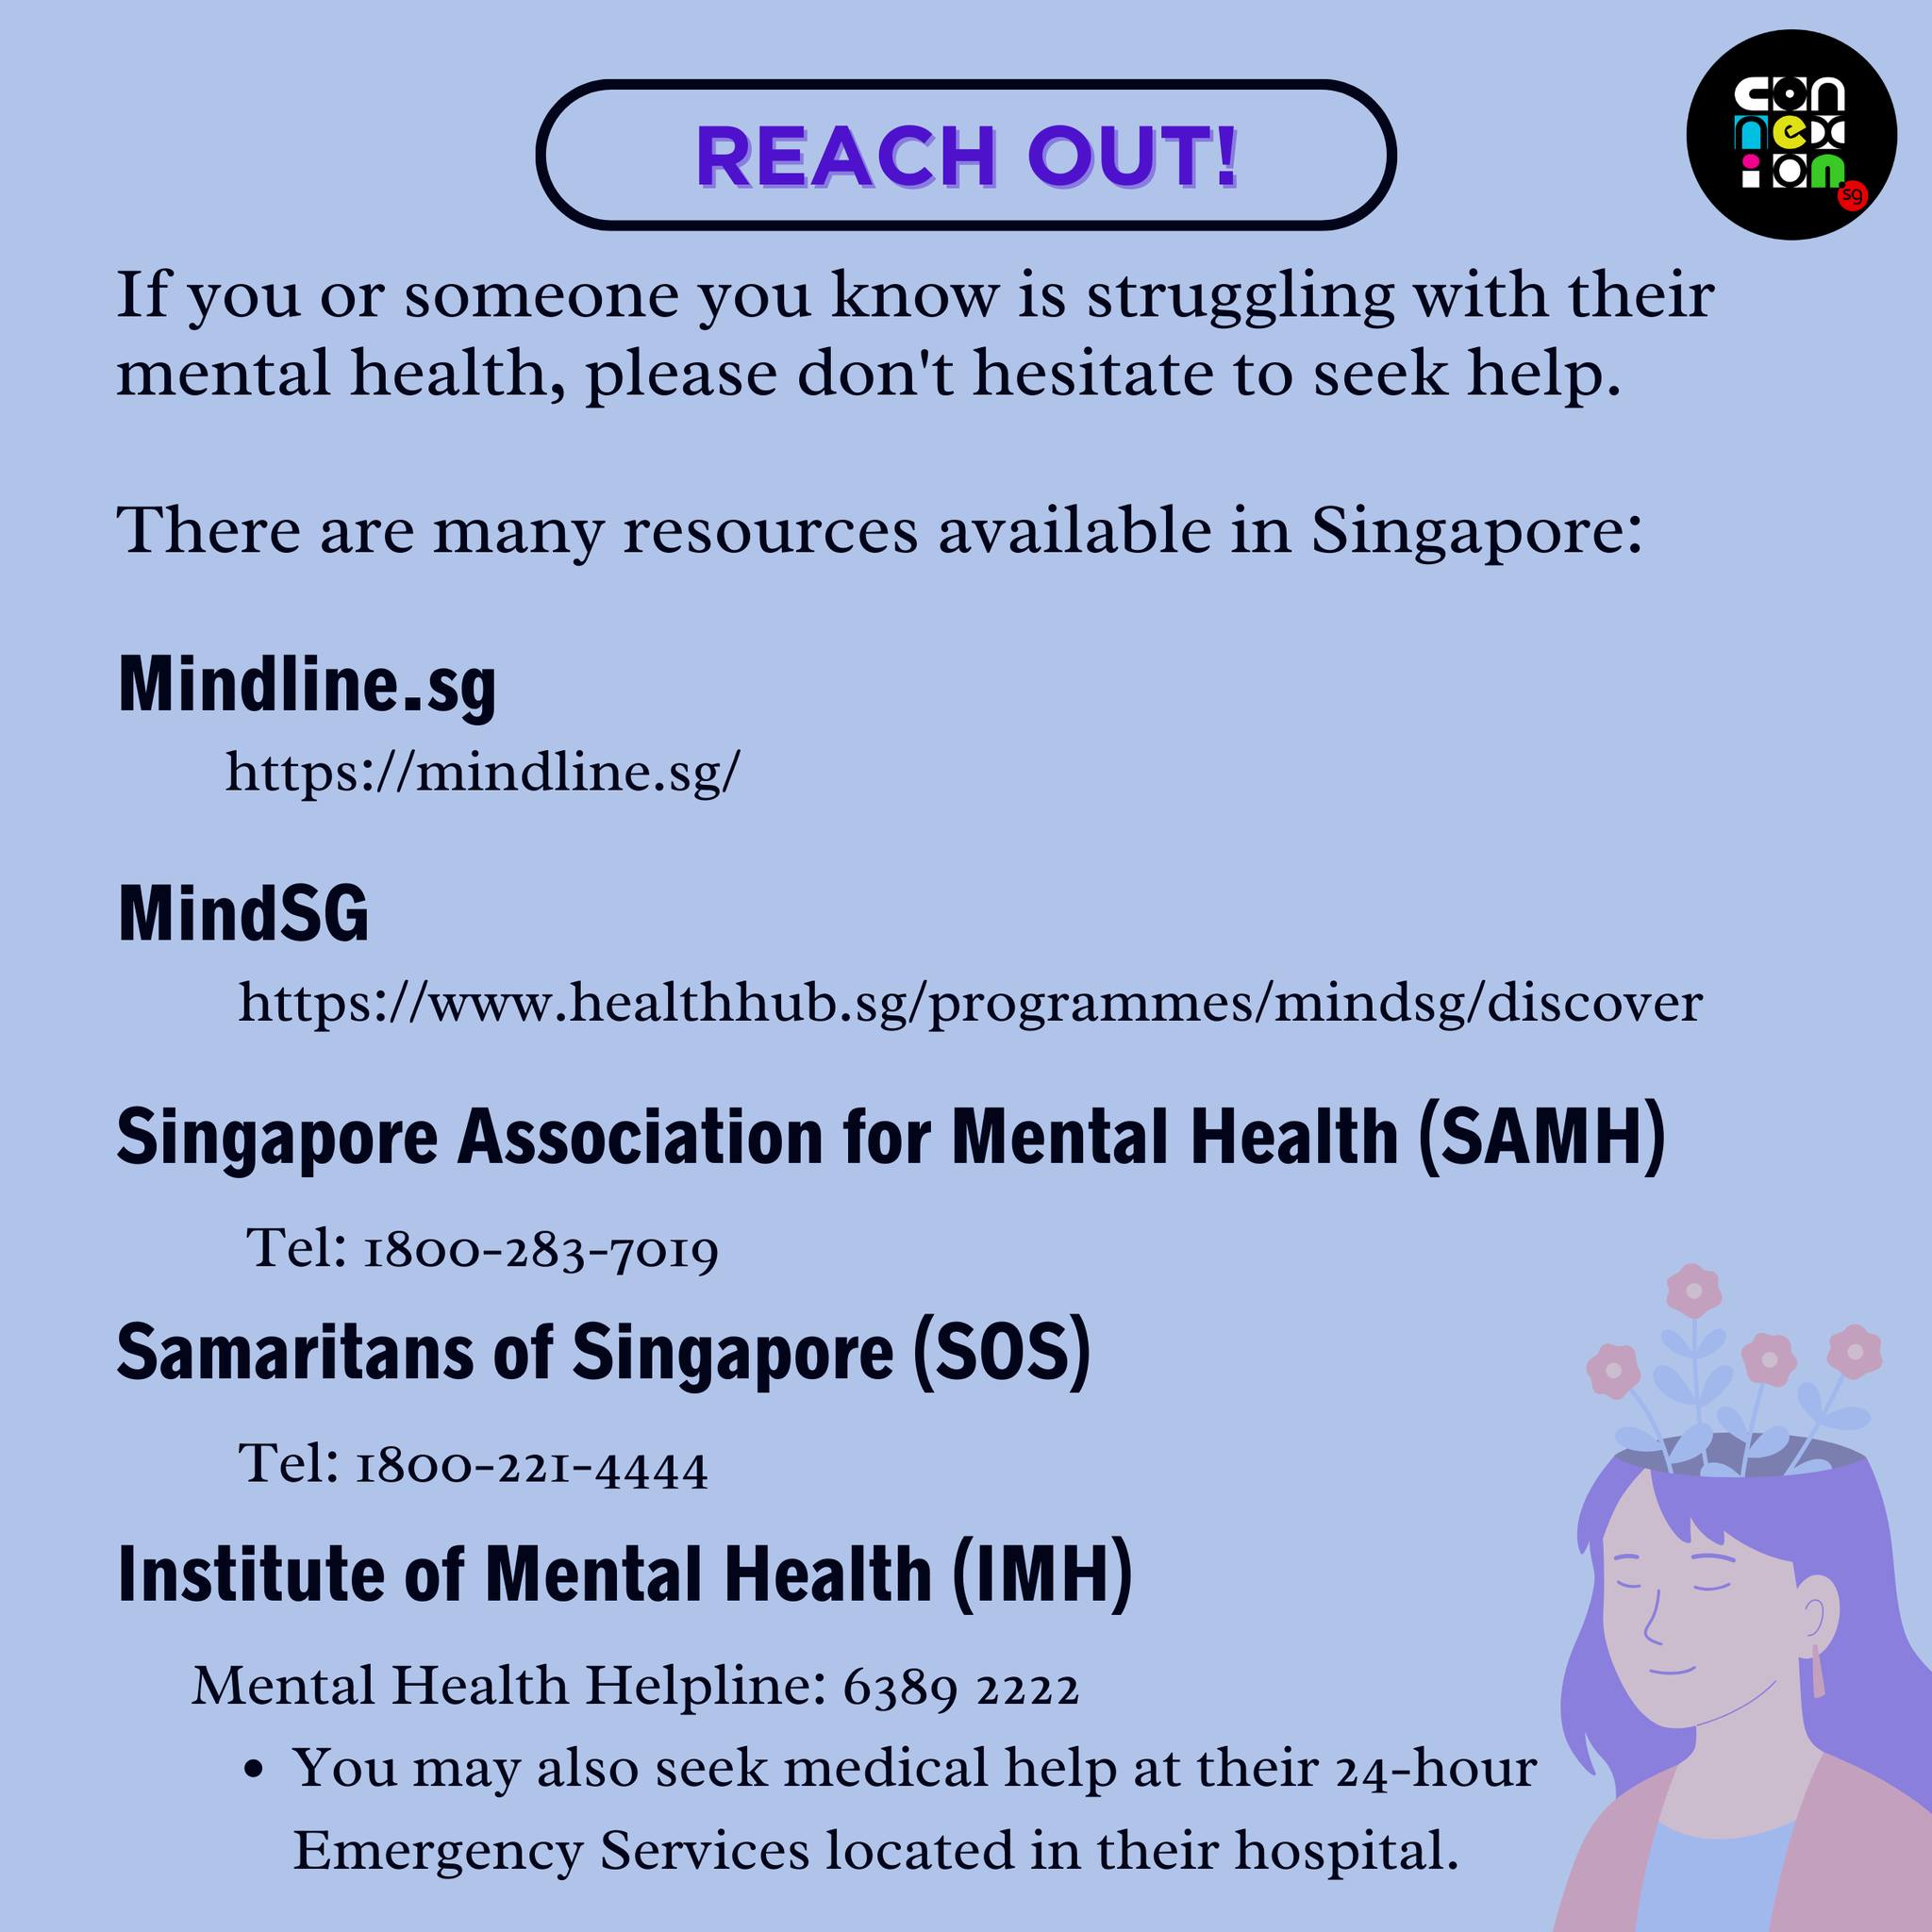 REACH OUT!
con
nex
ion
sg
If you or someone you know is struggling with their
mental health, please don't hesitate to seek help.
There are many resources available in Singapore:
Mindline.sg
https://mindline.sg/
MindSG
https://www.healthhub.sg/programmes/mindsg/discover
Singapore Association for Mental Health (SAMH)
Tel: 1800-283-7019
Samaritans of Singapore (SOS)
Tel: 1800-221-4444
Institute of Mental Health (IMH)
Mental Health Helpline: 6389 2222
• You may also seek medical help at their 24-hour
Emergency Services located in their hospital.